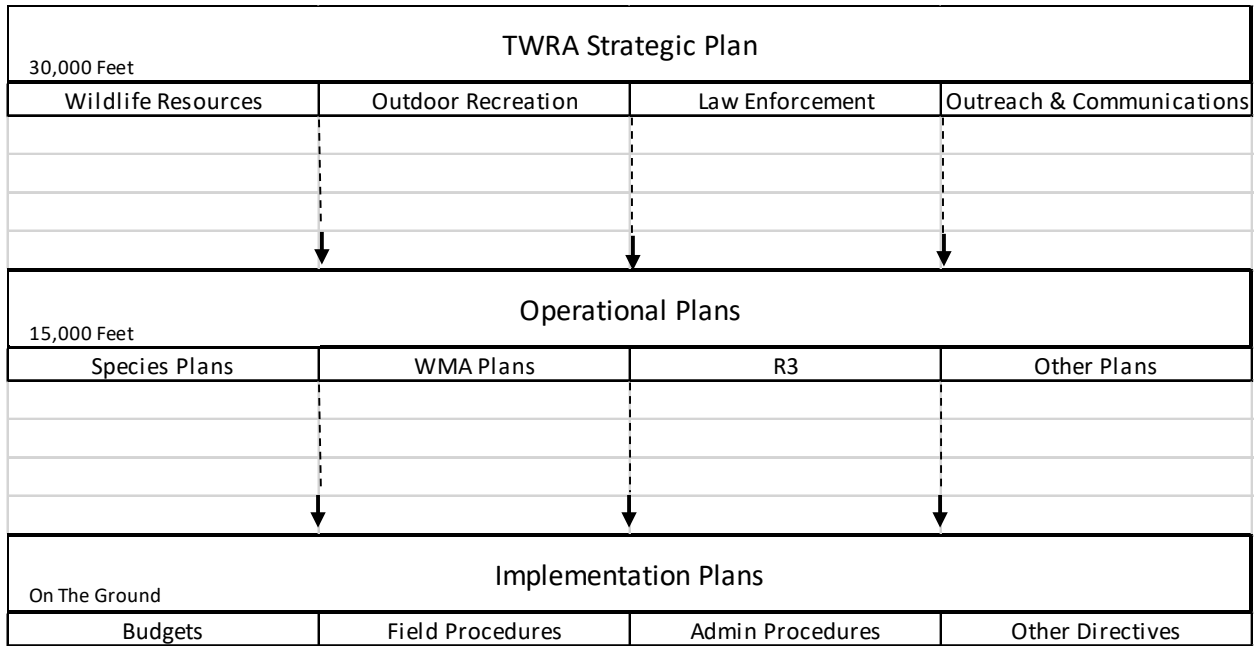 TWRA Strategic Plan
30,000 Feet
Wildlife Resources
Outdoor Recreation
Law Enforcement
Outreach & Communications
Operational Plans
15,000 Feet
Species Plans
WMA Plans
R3
Other Plans
Implementation Plans
On The Ground
Budgets
Field Procedures
Admin Procedures
Other Directives